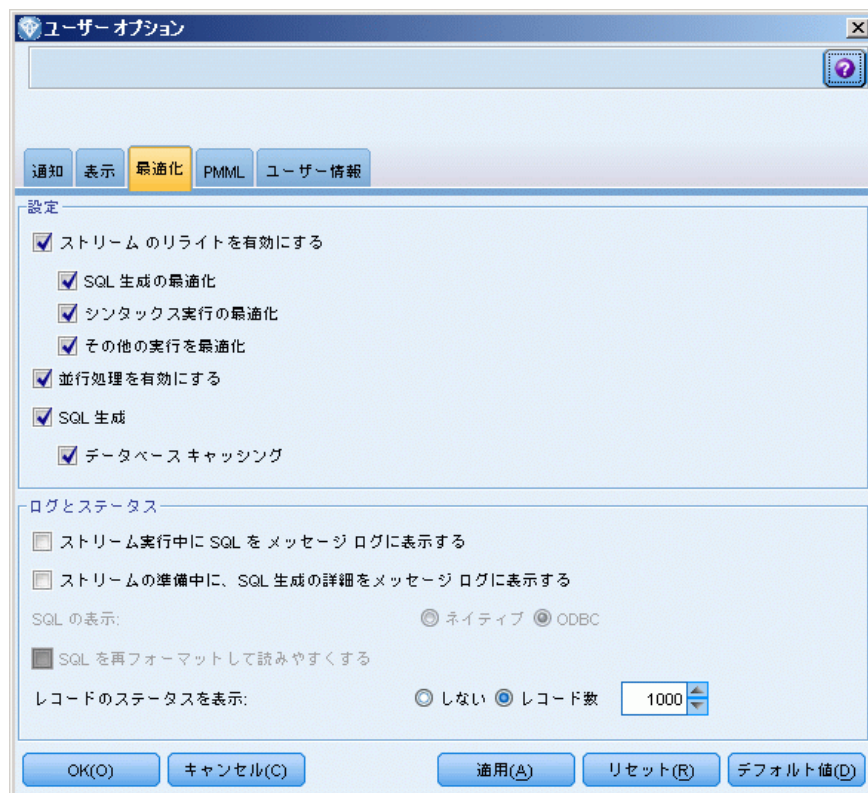 ユーザー オプション
通知 表示 最適化 PMML ユーザー情報
設定
ストリーム のリライトを有効にする
SQL 生成の最適化
シンタックス実行の最適化
その他の実行を最適化
並行処理を有効にする
SQL 生成
データベース キャッシング
ログとステータス
ストリーム実行中に SQL を メッセージ ログに表示する
ストリームの準備中に、SQL 生成の詳細をメッセージ ログに表示する
SQL の表示: ネイティブ ODBC
SQL を再フォーマットして読みやすくする
レコードのステータスを表示: しない レコード数 1000
OK(O) キャンセル(C) 適用(A) リセット(R) デフォルト値(D)